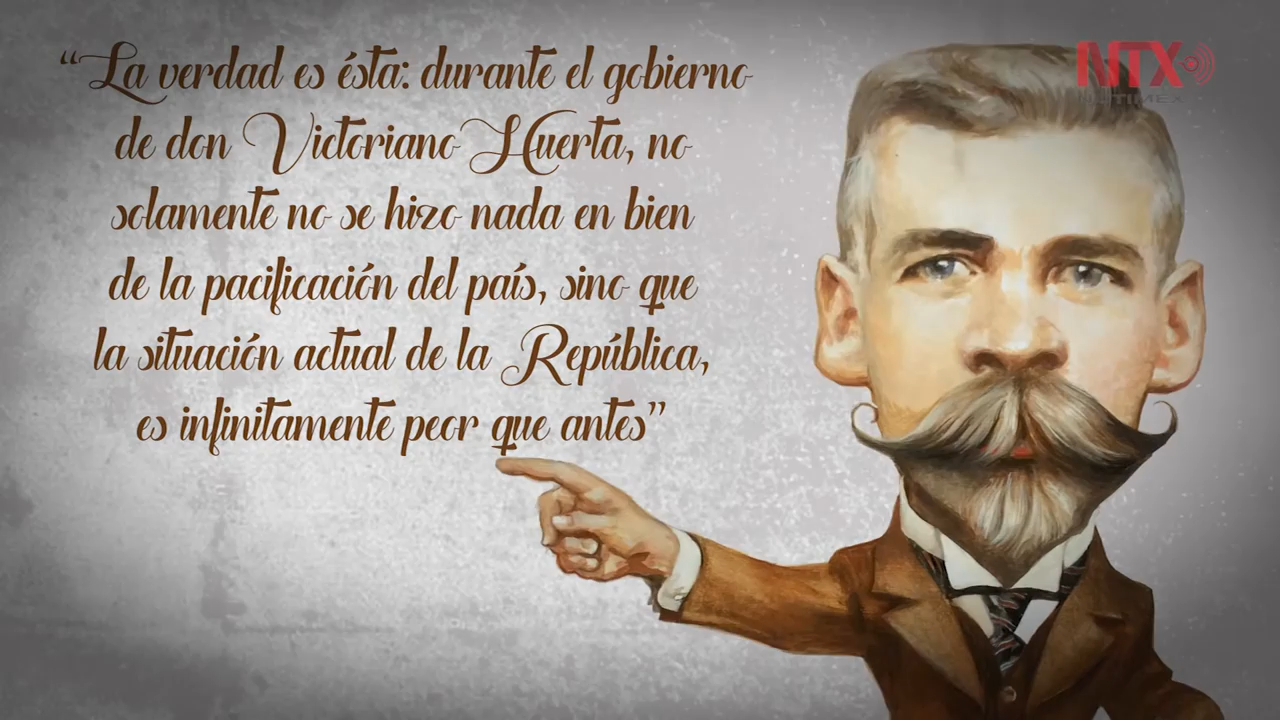 “La verdad es ésta: durante el gobierno
de don Victoriano Huerta, no
solamente no se hizo nada en bien
de la pacificación del país, sino que
la situación actual de la República,
es infinitamente peor que antes”
NTX
NOTIMEX